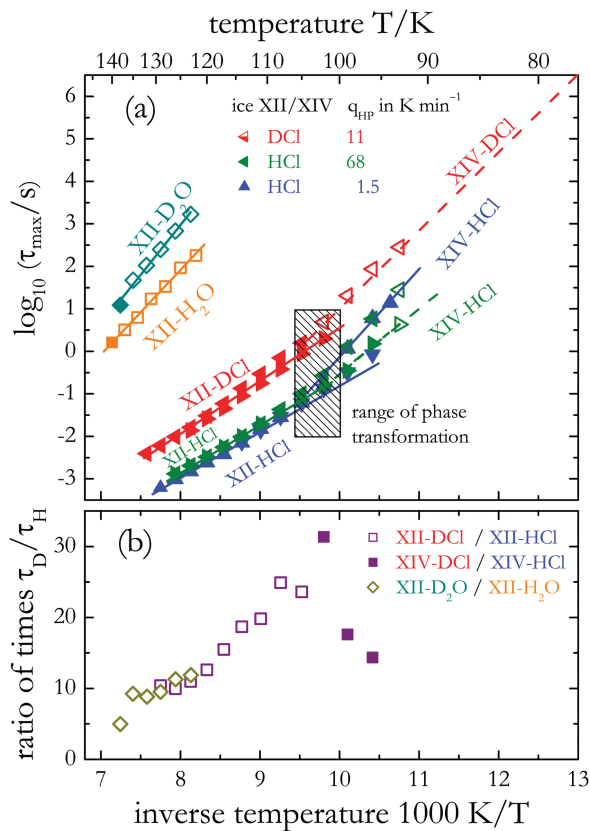 temperature T/K
140 130 120 110 100 90 80
(a)
ice XII/XIV q_HP in K min⁻¹
DCl 11
HCl 68
HCl 1.5
XII-D₂O
XII-H₂O
XIV-DCl
XIV-HCl
XIV-HCl
XII-DCl
XII-HCl
XII-HCl
range of phase
transformation
log₁₀ (τ_max/s)
6
5
4
3
2
1
0
-1
-2
-3
(b)
XII-DCl / XII-HCl
XIV-DCl / XIV-HCl
XII-D₂O / XII-H₂O
ratio of times τ_D/τ_H
30
20
10
0
7 8 9 10 11 12 13
inverse temperature 1000 K/T